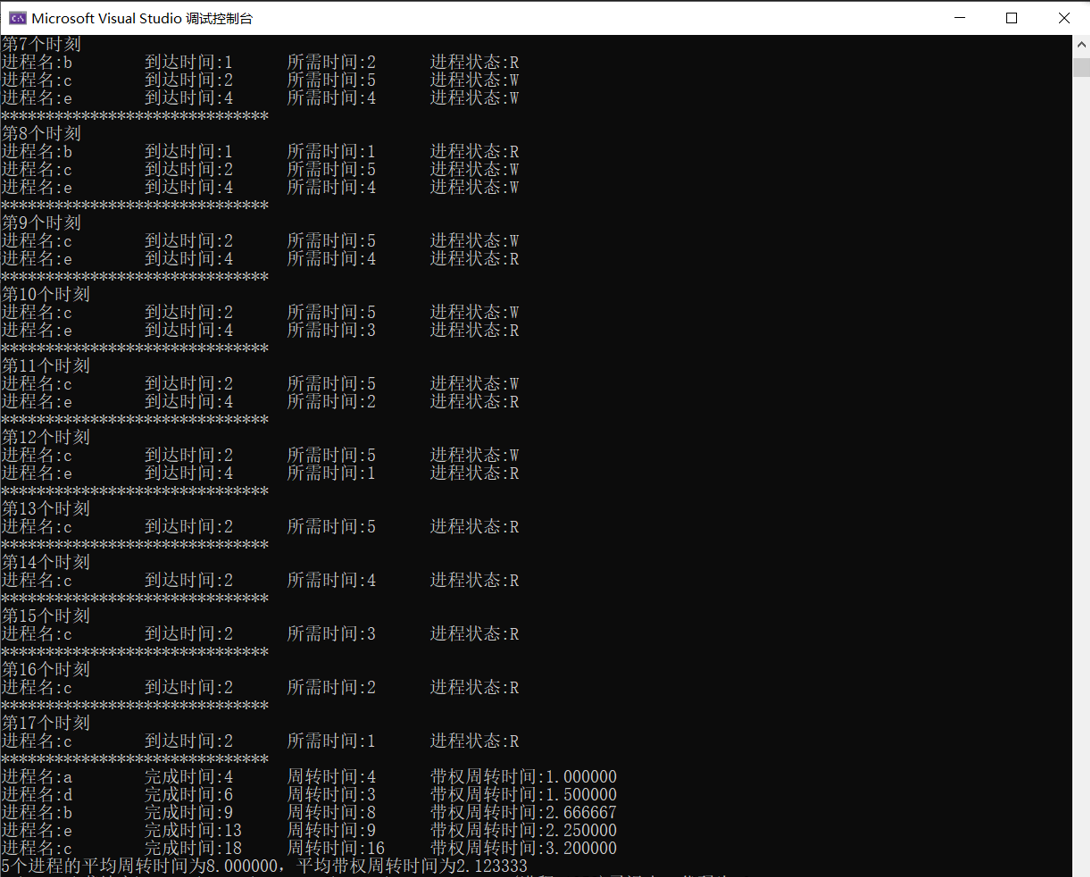 Microsoft Visual Studio 调试控制台
第7个时刻
进程名:b 到达时间:1 所需时间:2 进程状态:R
进程名:c 到达时间:2 所需时间:5 进程状态:W
进程名:e 到达时间:4 所需时间:4 进程状态:W
******************************
第8个时刻
进程名:b 到达时间:1 所需时间:1 进程状态:R
进程名:c 到达时间:2 所需时间:5 进程状态:W
进程名:e 到达时间:4 所需时间:4 进程状态:W
******************************
第9个时刻
进程名:c 到达时间:2 所需时间:5 进程状态:W
进程名:e 到达时间:4 所需时间:4 进程状态:R
******************************
第10个时刻
进程名:c 到达时间:2 所需时间:5 进程状态:W
进程名:e 到达时间:4 所需时间:3 进程状态:R
******************************
第11个时刻
进程名:c 到达时间:2 所需时间:5 进程状态:W
进程名:e 到达时间:4 所需时间:2 进程状态:R
******************************
第12个时刻
进程名:c 到达时间:2 所需时间:5 进程状态:W
进程名:e 到达时间:4 所需时间:1 进程状态:R
******************************
第13个时刻
进程名:c 到达时间:2 所需时间:5 进程状态:R
******************************
第14个时刻
进程名:c 到达时间:2 所需时间:4 进程状态:R
******************************
第15个时刻
进程名:c 到达时间:2 所需时间:3 进程状态:R
******************************
第16个时刻
进程名:c 到达时间:2 所需时间:2 进程状态:R
******************************
第17个时刻
进程名:c 到达时间:2 所需时间:1 进程状态:R
******************************
进程名:a 完成时间:4 周转时间:4 带权周转时间:1.000000
进程名:d 完成时间:6 周转时间:3 带权周转时间:1.500000
进程名:b 完成时间:9 周转时间:8 带权周转时间:2.666667
进程名:e 完成时间:13 周转时间:9 带权周转时间:2.250000
进程名:c 完成时间:18 周转时间:16 带权周转时间:3.200000
5个进程的平均周转时间为8.000000，平均带权周转时间为2.123333